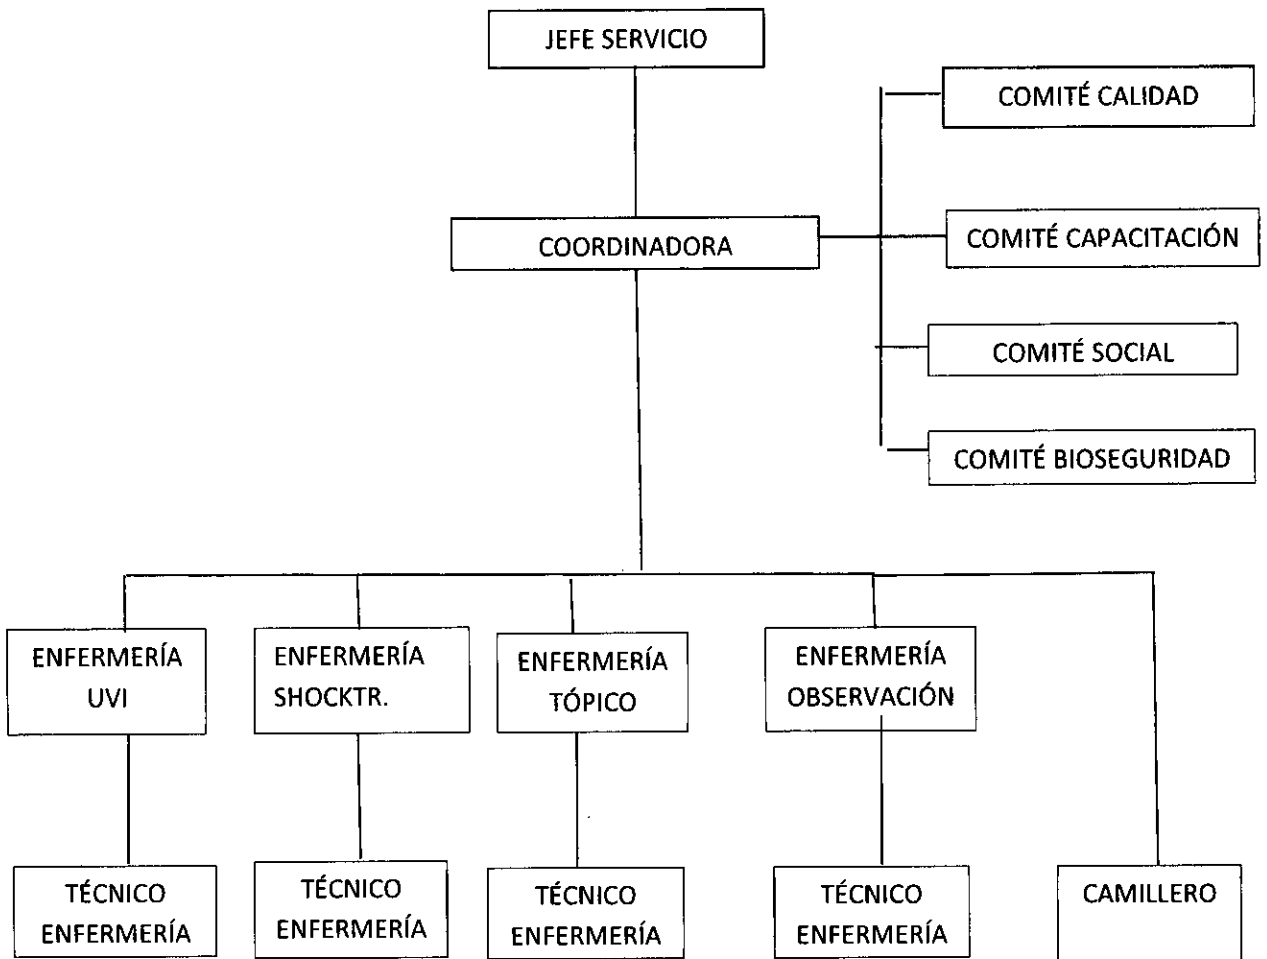 JEFE SERVICIO
COMITÉ CALIDAD
COORDINADORA
COMITÉ CAPACITACIÓN
COMITÉ SOCIAL
COMITÉ BIOSEGURIDAD
ENFERMERÍA
UVI
ENFERMERÍA
SHOCKTR.
ENFERMERÍA
TÓPICO
ENFERMERÍA
OBSERVACIÓN
TÉCNICO
ENFERMERÍA
TÉCNICO
ENFERMERÍA
TÉCNICO
ENFERMERÍA
TÉCNICO
ENFERMERÍA
CAMILLERO